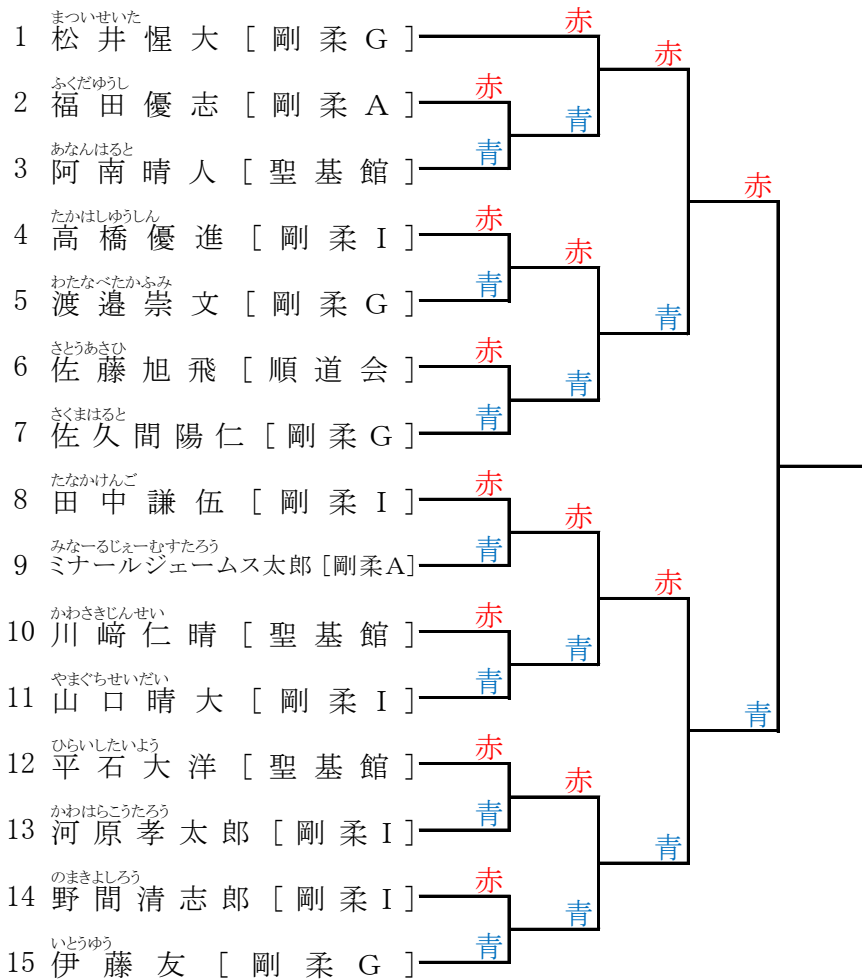 まついせいた
1 松井惺大 [ 剛柔G ] 赤
赤
ふくだゆうし
2 福田優志 [ 剛柔A ] 赤
青
あなんはると
3 阿南晴人 [ 聖基館 ] 青
赤
たかはしゆうしん
4 高橋優進 [ 剛柔I ] 赤
赤
わたなべたかふみ
5 渡邉崇文 [ 剛柔G ] 青
青
さとうあさひ
6 佐藤旭飛 [ 順道会 ] 赤
青
さくまはると
7 佐久間陽仁 [ 剛柔G ] 青
たなかけんご
8 田中謙伍 [ 剛柔I ] 赤
赤
みなーるじぇーむすたろう
9 ミナールジェームス太郎 [剛柔A] 青
赤
かわさきじんせい
10 川﨑仁晴 [ 聖基館 ] 赤
青
やまぐちせいだい
11 山口晴大 [ 剛柔I ] 青
青
ひらいしたいよう
12 平石大洋 [ 聖基館 ] 赤
赤
かわはらこうたろう
13 河原孝太郎 [ 剛柔I ] 青
青
のまきよしろう
14 野間清志郎 [ 剛柔I ] 赤
青
いとうゆう
15 伊藤友 [ 剛柔G ] 青